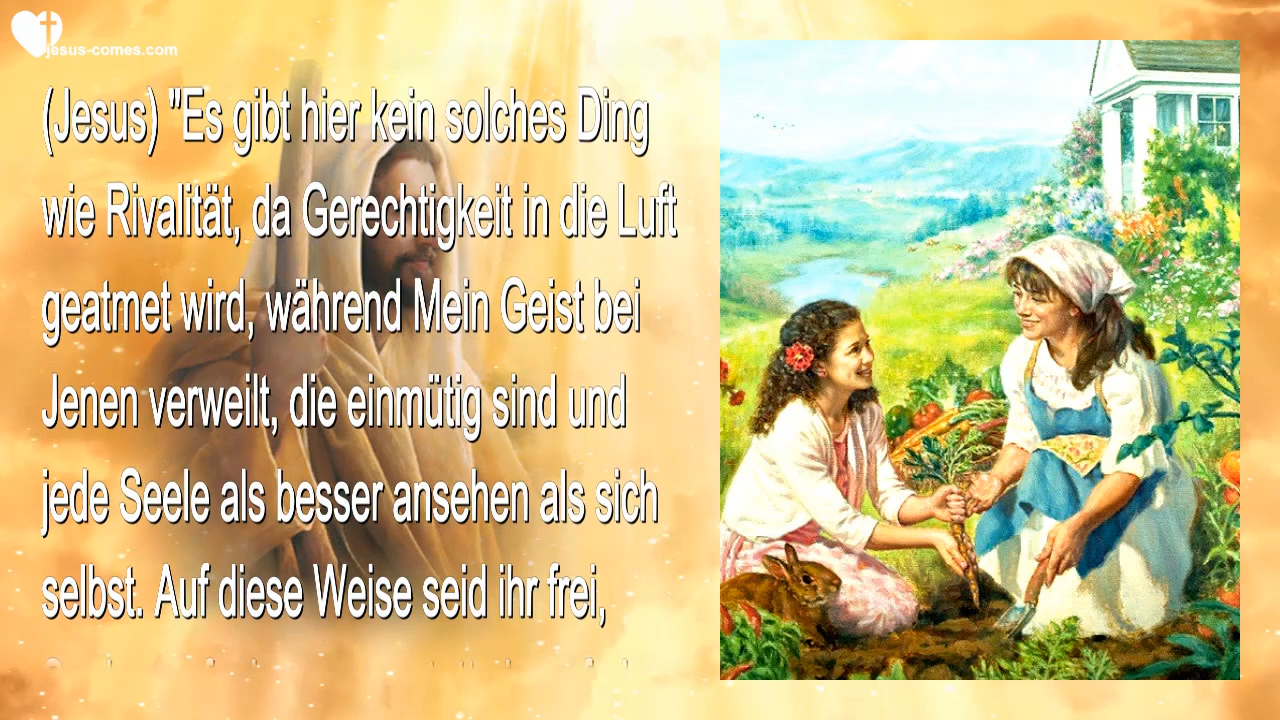 jesus-comes.com
(Jesus) "Es gibt hier kein solches Ding
wie Rivalität, da Gerechtigkeit in die Luft
geatmet wird, während Mein Geist bei
Jenen verweilt, die einmütig sind und
jede Seele als besser ansehen als sich
selbst. Auf diese Weise seid ihr frei,